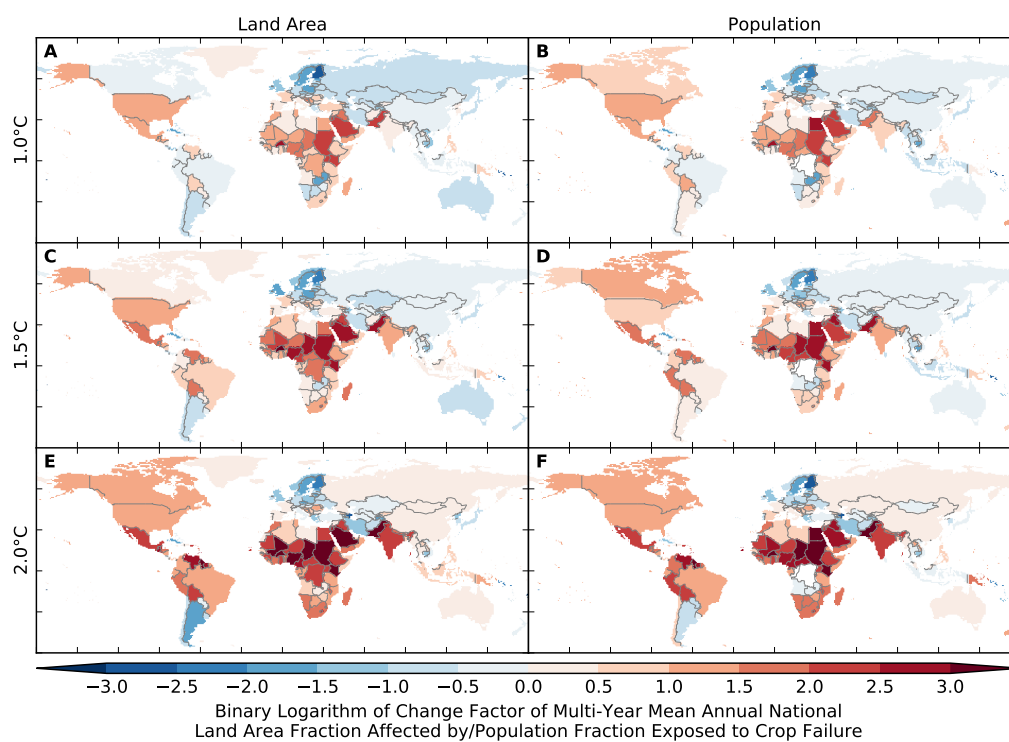 Land Area
Population
A
B
1.0°C
C
D
1.5°C
E
F
2.0°C
−3.0 −2.5 −2.0 −1.5 −1.0 −0.5 0.0 0.5 1.0 1.5 2.0 2.5 3.0
Binary Logarithm of Change Factor of Multi-Year Mean Annual National
Land Area Fraction Affected by/Population Fraction Exposed to Crop Failure